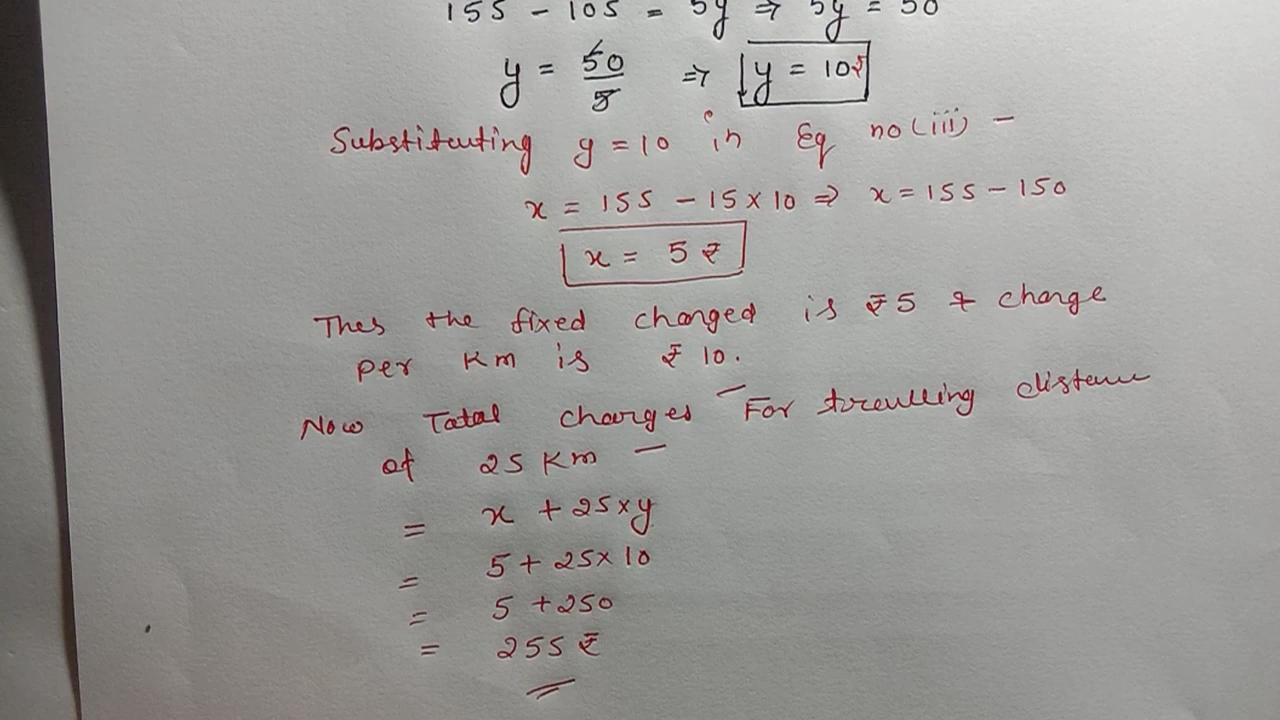 155 - 105 = 5y ⇒ 5y = 50
y = 50/5 ⇒ y = 10₹
Substituting y = 10 in Eq no (iii) -
x = 155 - 15 × 10 ⇒ x = 155 - 150
x = 5 ₹
Thes the fixed changed is ₹5 & charge
per Km is ₹ 10.
Now Tatal charges For trevelling distance
of 25 Km -
= x + 25 × y
= 5 + 25 × 10
= 5 + 250
= 255 ₹